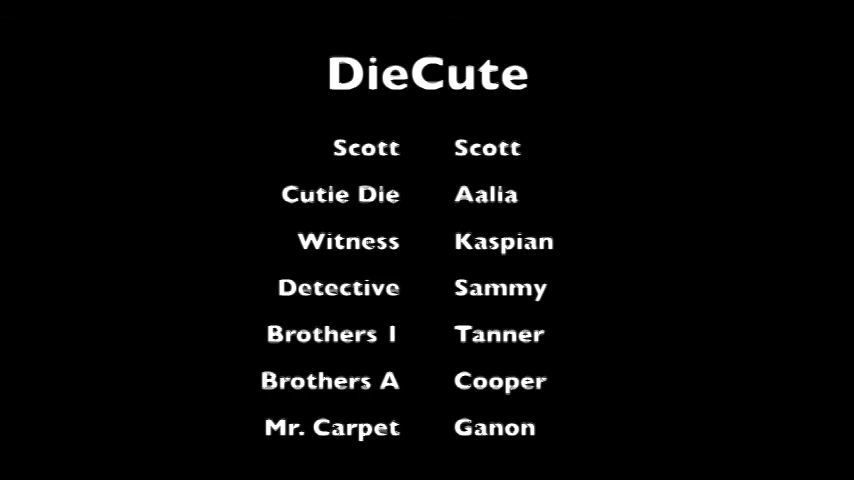 DieCute
Scott Scott
Cutie Die Aalia
Witness Kaspian
Detective Sammy
Brothers 1 Tanner
Brothers A Cooper
Mr. Carpet Ganon